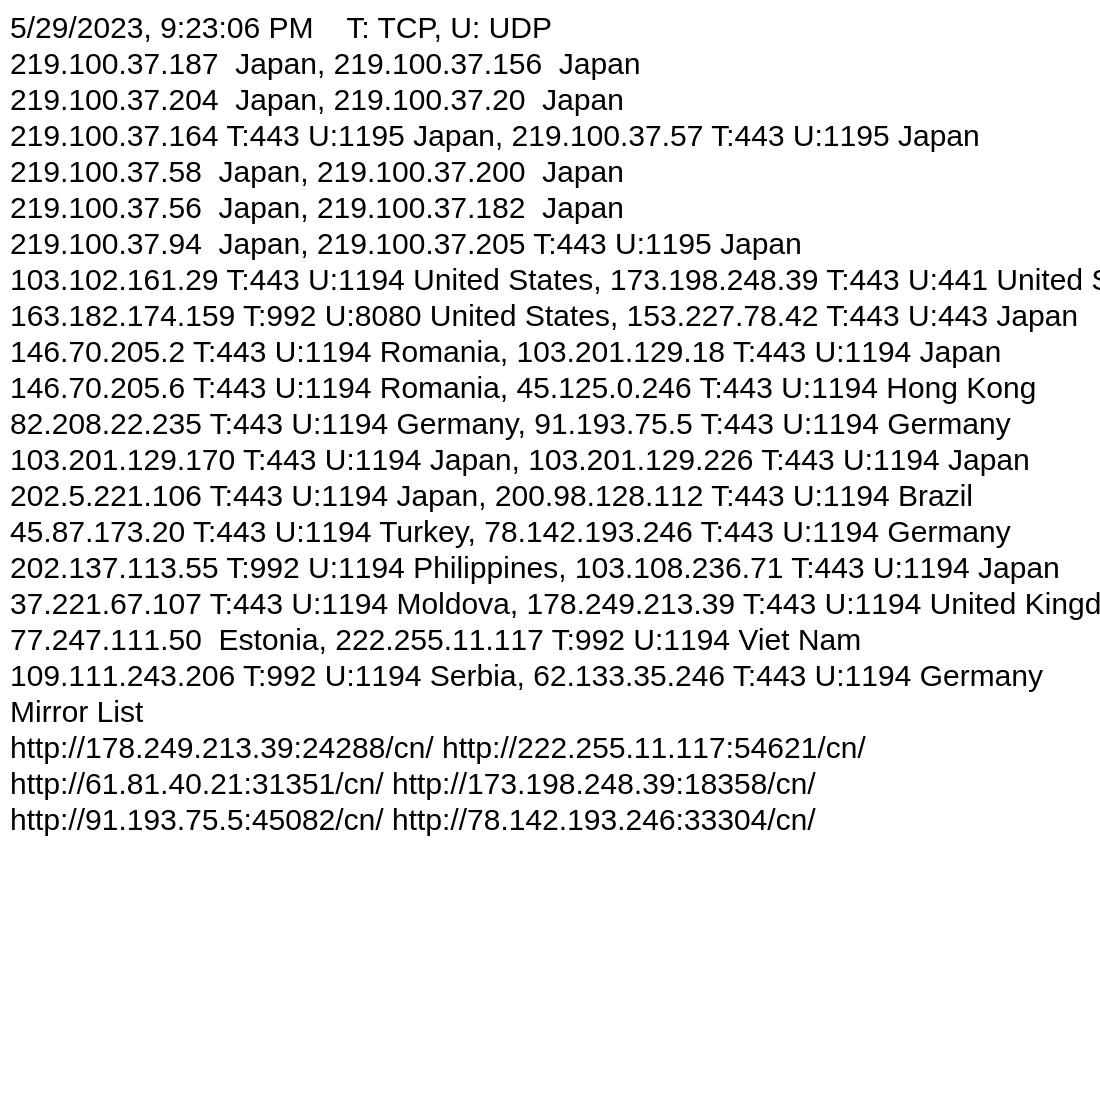 5/29/2023, 9:23:06 PM    T: TCP, U: UDP
219.100.37.187  Japan, 219.100.37.156  Japan
219.100.37.204  Japan, 219.100.37.20  Japan
219.100.37.164 T:443 U:1195 Japan, 219.100.37.57 T:443 U:1195 Japan
219.100.37.58  Japan, 219.100.37.200  Japan
219.100.37.56  Japan, 219.100.37.182  Japan
219.100.37.94  Japan, 219.100.37.205 T:443 U:1195 Japan
103.102.161.29 T:443 U:1194 United States, 173.198.248.39 T:443 U:441 United S
163.182.174.159 T:992 U:8080 United States, 153.227.78.42 T:443 U:443 Japan
146.70.205.2 T:443 U:1194 Romania, 103.201.129.18 T:443 U:1194 Japan
146.70.205.6 T:443 U:1194 Romania, 45.125.0.246 T:443 U:1194 Hong Kong
82.208.22.235 T:443 U:1194 Germany, 91.193.75.5 T:443 U:1194 Germany
103.201.129.170 T:443 U:1194 Japan, 103.201.129.226 T:443 U:1194 Japan
202.5.221.106 T:443 U:1194 Japan, 200.98.128.112 T:443 U:1194 Brazil
45.87.173.20 T:443 U:1194 Turkey, 78.142.193.246 T:443 U:1194 Germany
202.137.113.55 T:992 U:1194 Philippines, 103.108.236.71 T:443 U:1194 Japan
37.221.67.107 T:443 U:1194 Moldova, 178.249.213.39 T:443 U:1194 United Kingd
77.247.111.50  Estonia, 222.255.11.117 T:992 U:1194 Viet Nam
109.111.243.206 T:992 U:1194 Serbia, 62.133.35.246 T:443 U:1194 Germany
Mirror List
http://178.249.213.39:24288/cn/ http://222.255.11.117:54621/cn/
http://61.81.40.21:31351/cn/ http://173.198.248.39:18358/cn/
http://91.193.75.5:45082/cn/ http://78.142.193.246:33304/cn/